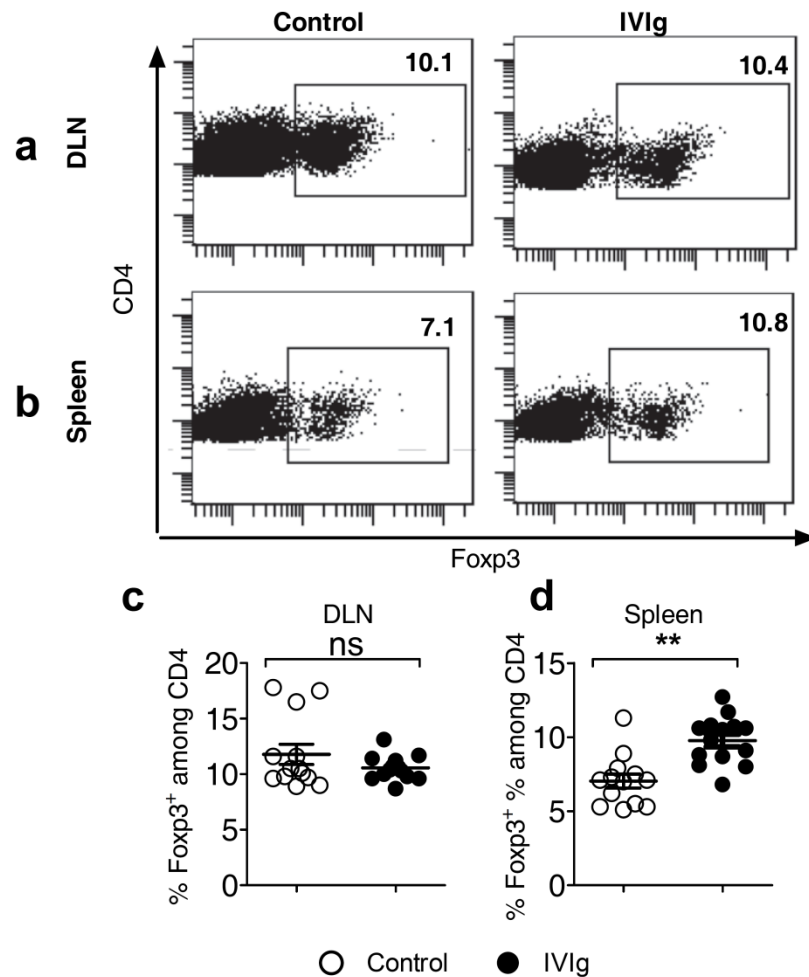 Control IVIg
a DLN 10.1 10.4
CD4
b Spleen 7.1 10.8
Foxp3
c d
DLN Spleen
ns **
% Foxp3⁺ among CD4
20
15
10
5
0
% Foxp3⁺ % among CD4
15
10
5
0
Control IVIg